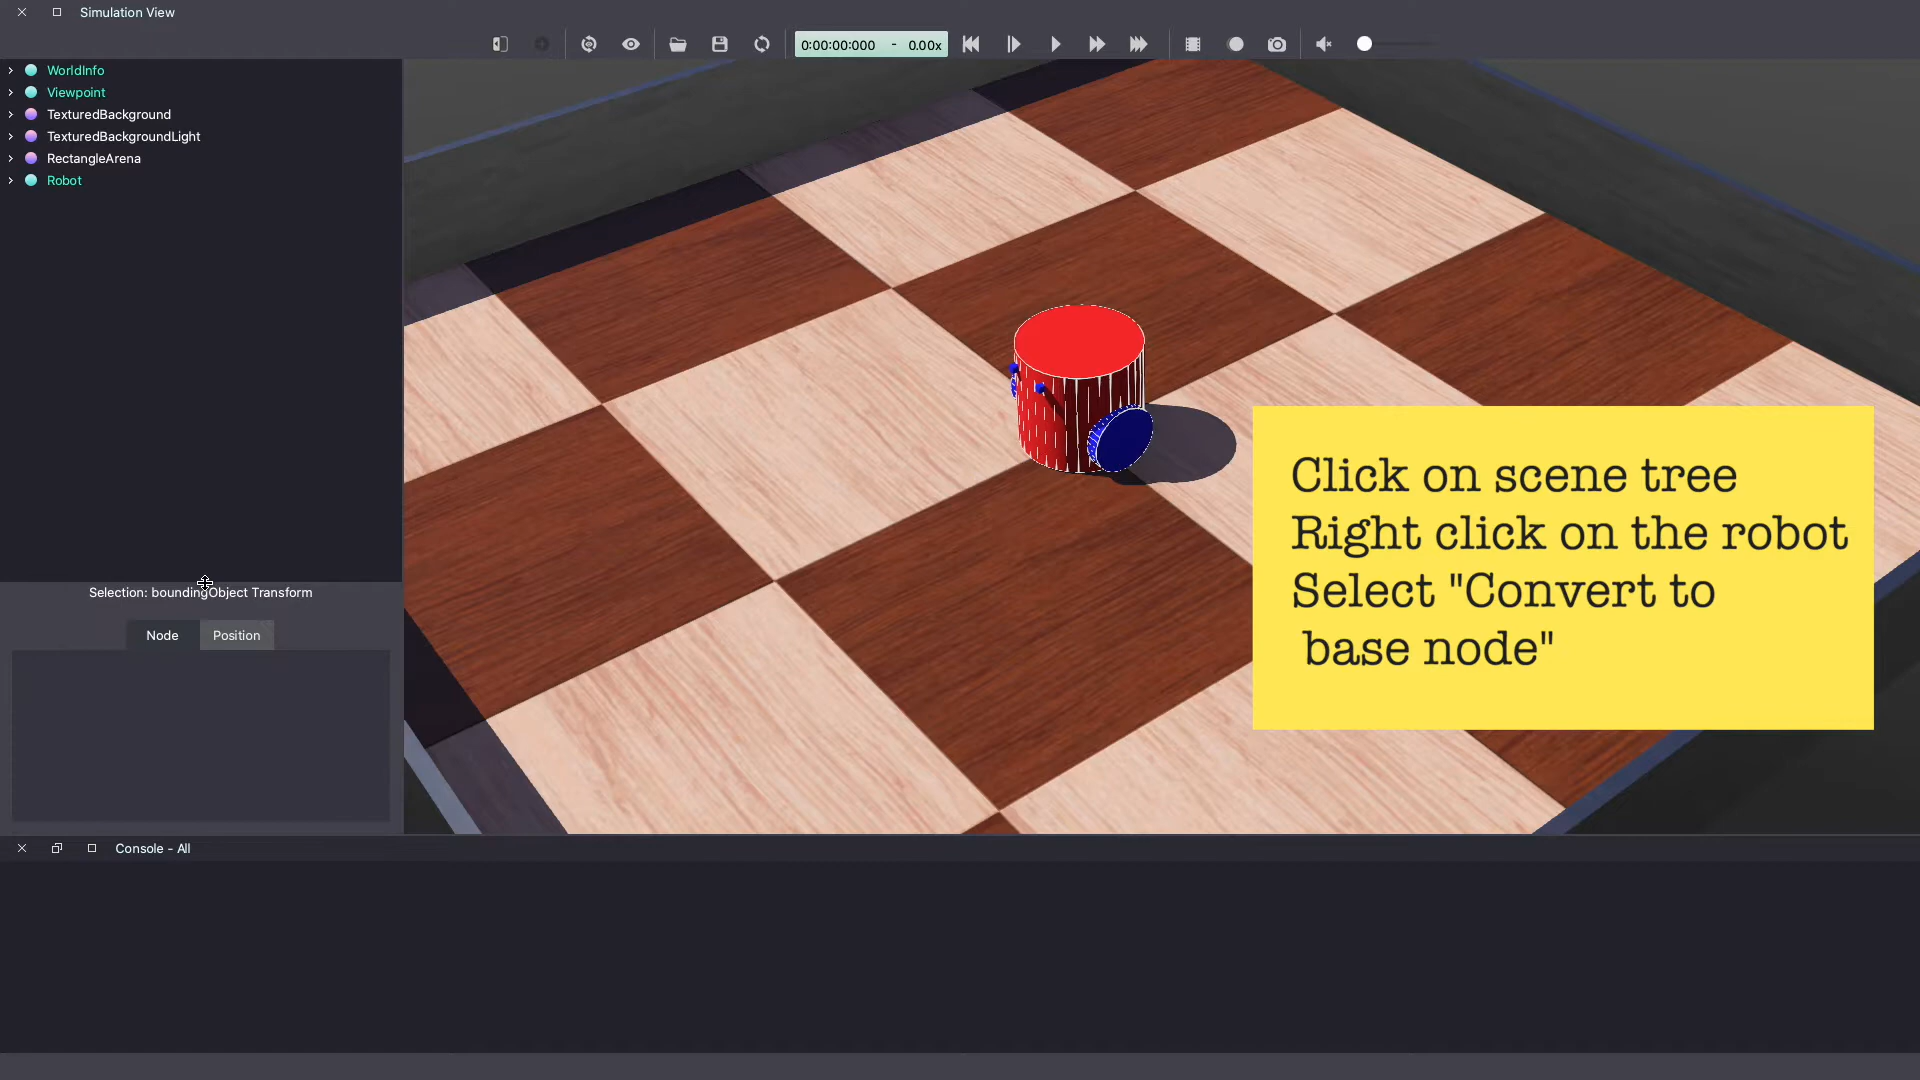 Simulation View
0:00:00:000 - 0.00x
WorldInfo
Viewpoint
TexturedBackground
TexturedBackgroundLight
RectangleArena
Robot
Click on scene tree
Right click on the robot
Select "Convert to
base node"
Selection: boundingObject Transform
Node Position
Console - All